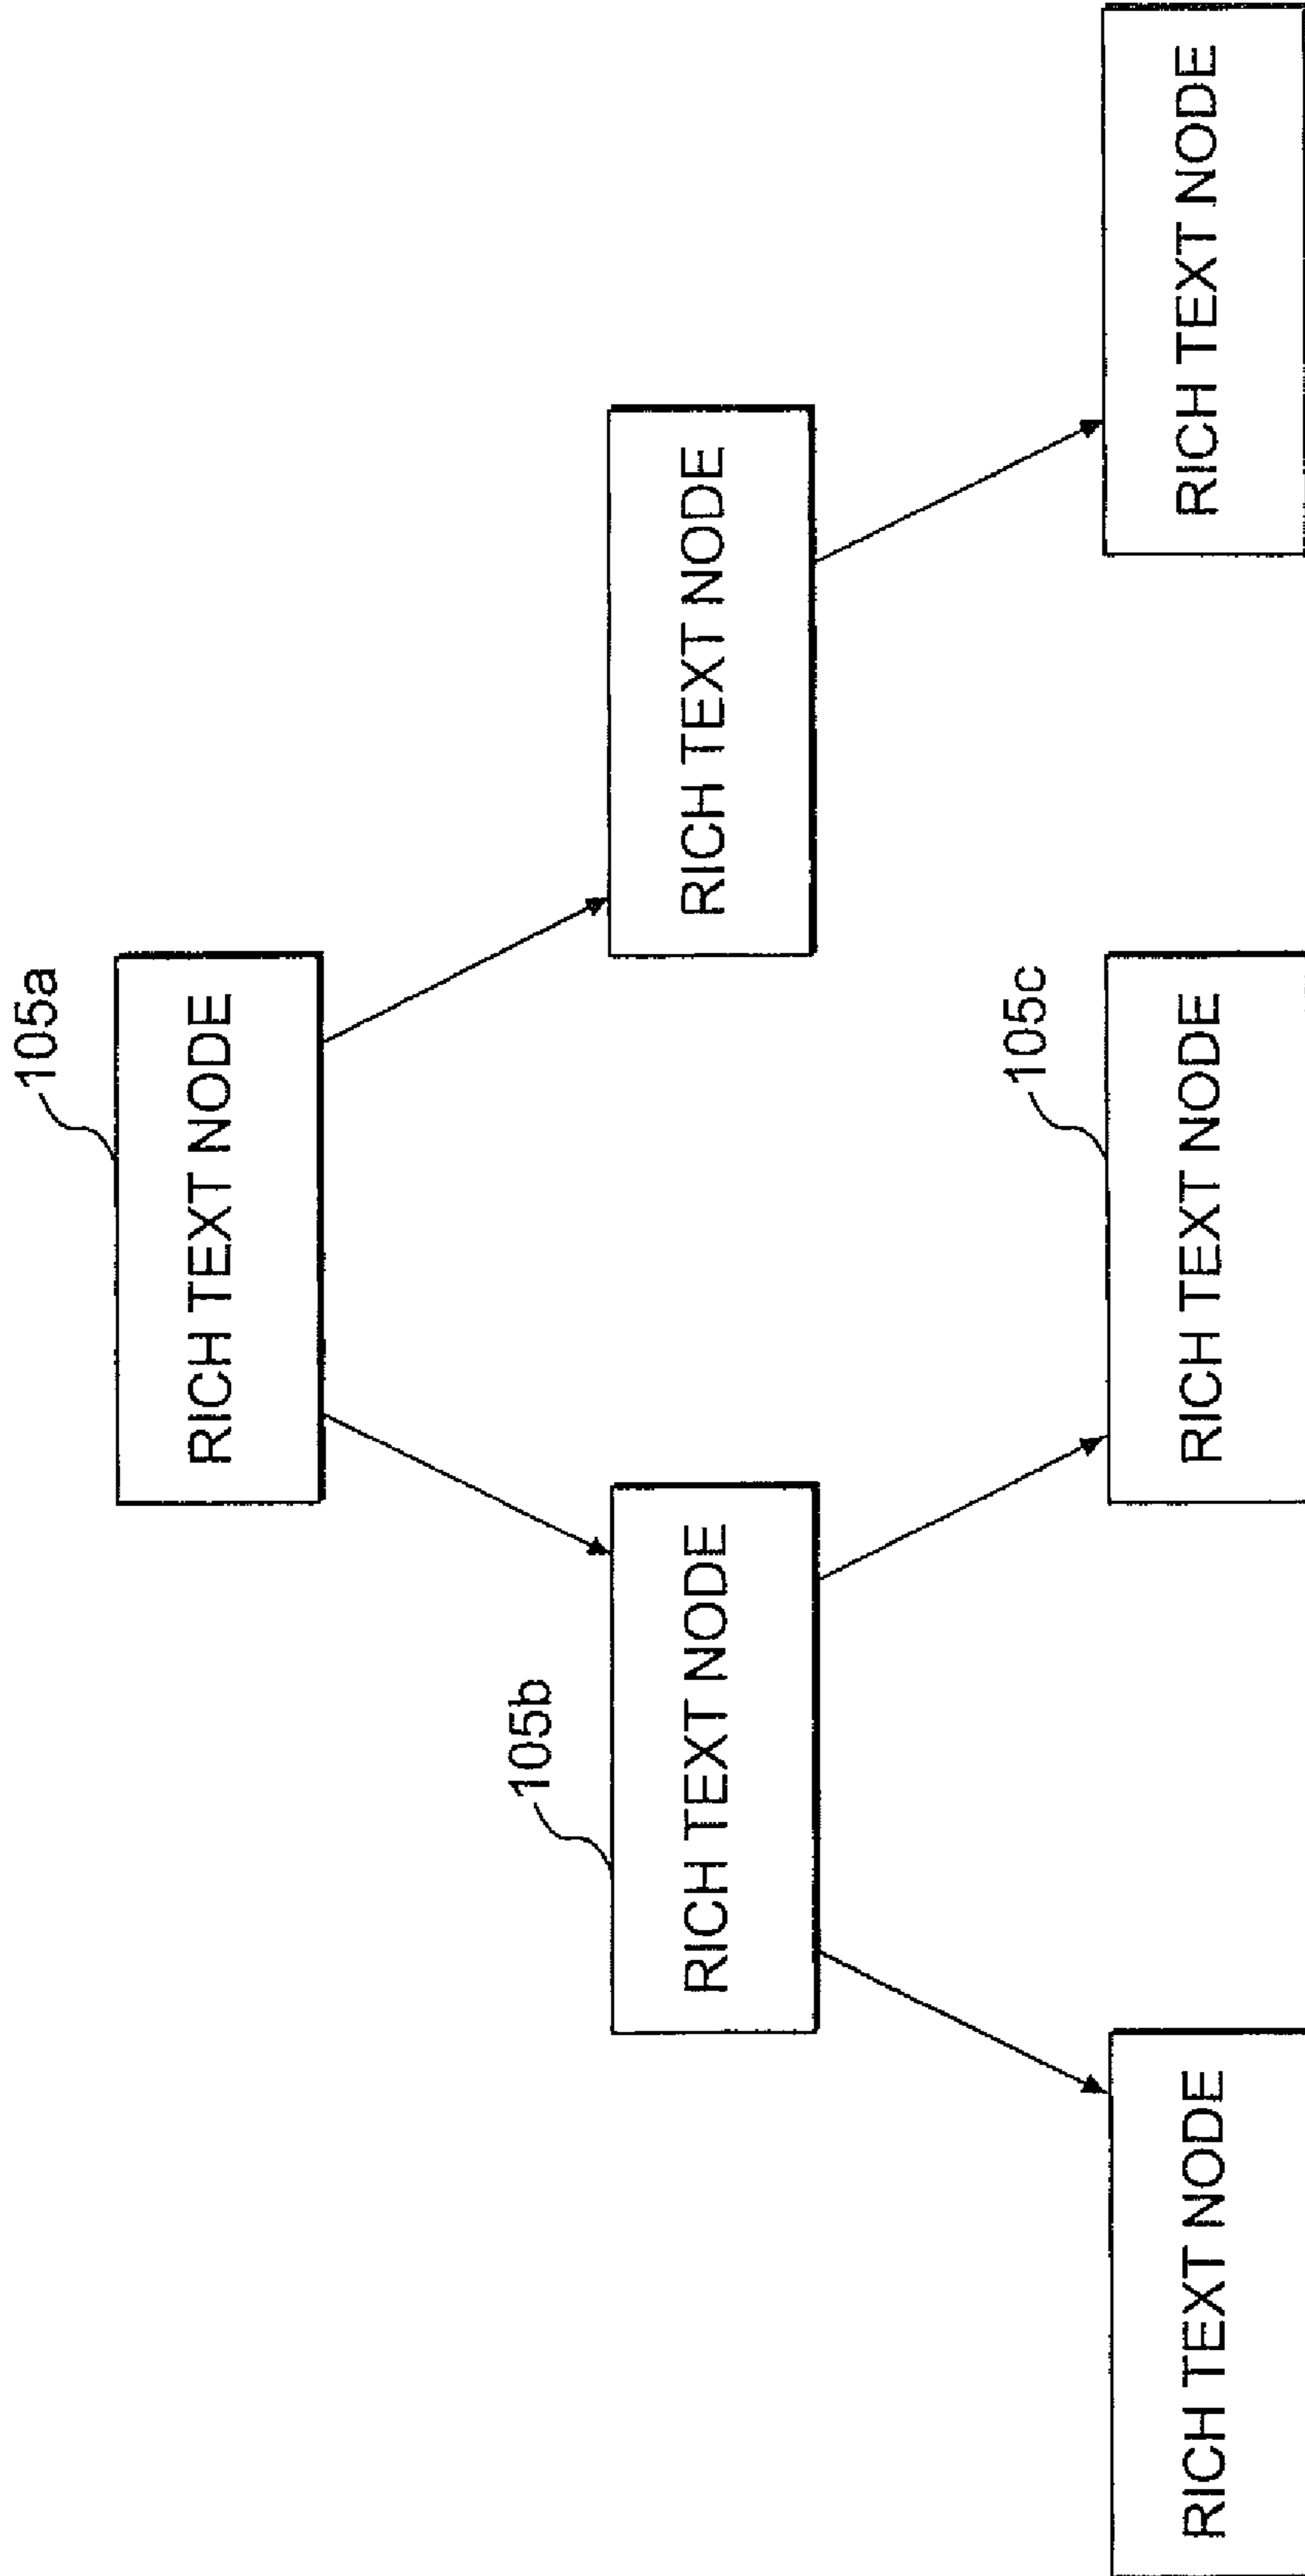 105a
RICH TEXT NODE
105b
RICH TEXT NODE
RICH TEXT NODE
105c
RICH TEXT NODE
RICH TEXT NODE
RICH TEXT NODE